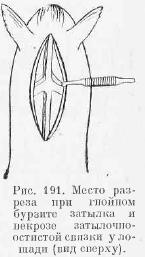 Рис. 191. Место раз-
реза при гнойном
бурзите затылка и
некрозе затылочно-
остистой связки у ло-
шади (вид сверху).